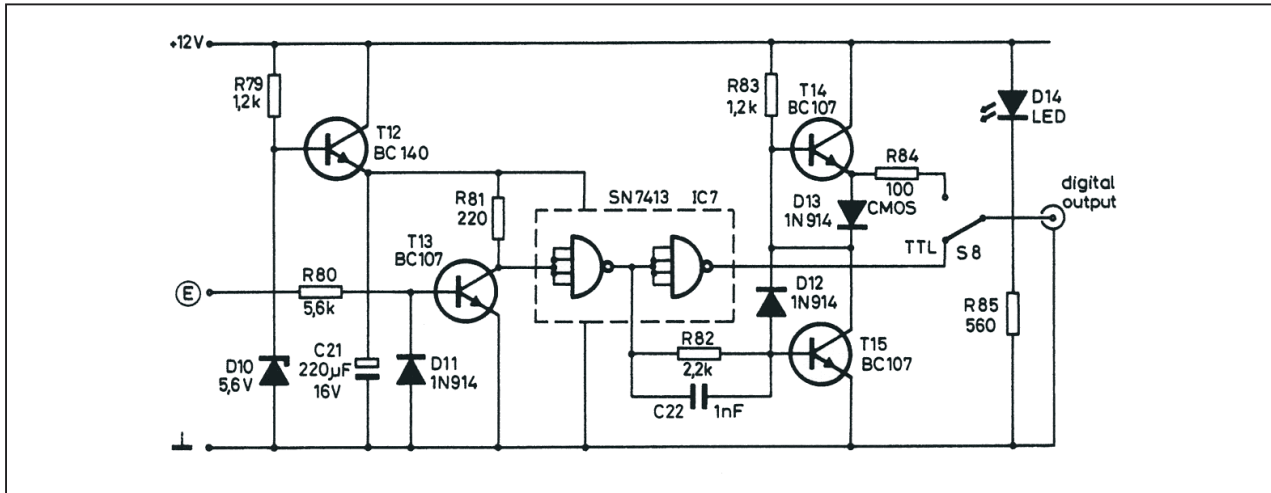 +12V
R79
1,2k
T12
BC 140
R81
220
SN7413 IC7
T13
BC107
R80
5,6k
E
D10
5,6V
C21
220µF
16V
D11
1N914
R82
2,2k
C22 1nF
R83
1,2k
T14
BC107
R84
100
D13
1N914
CMOS
TTL
S8
D12
1N914
T15
BC107
D14
LED
digital
output
R85
560